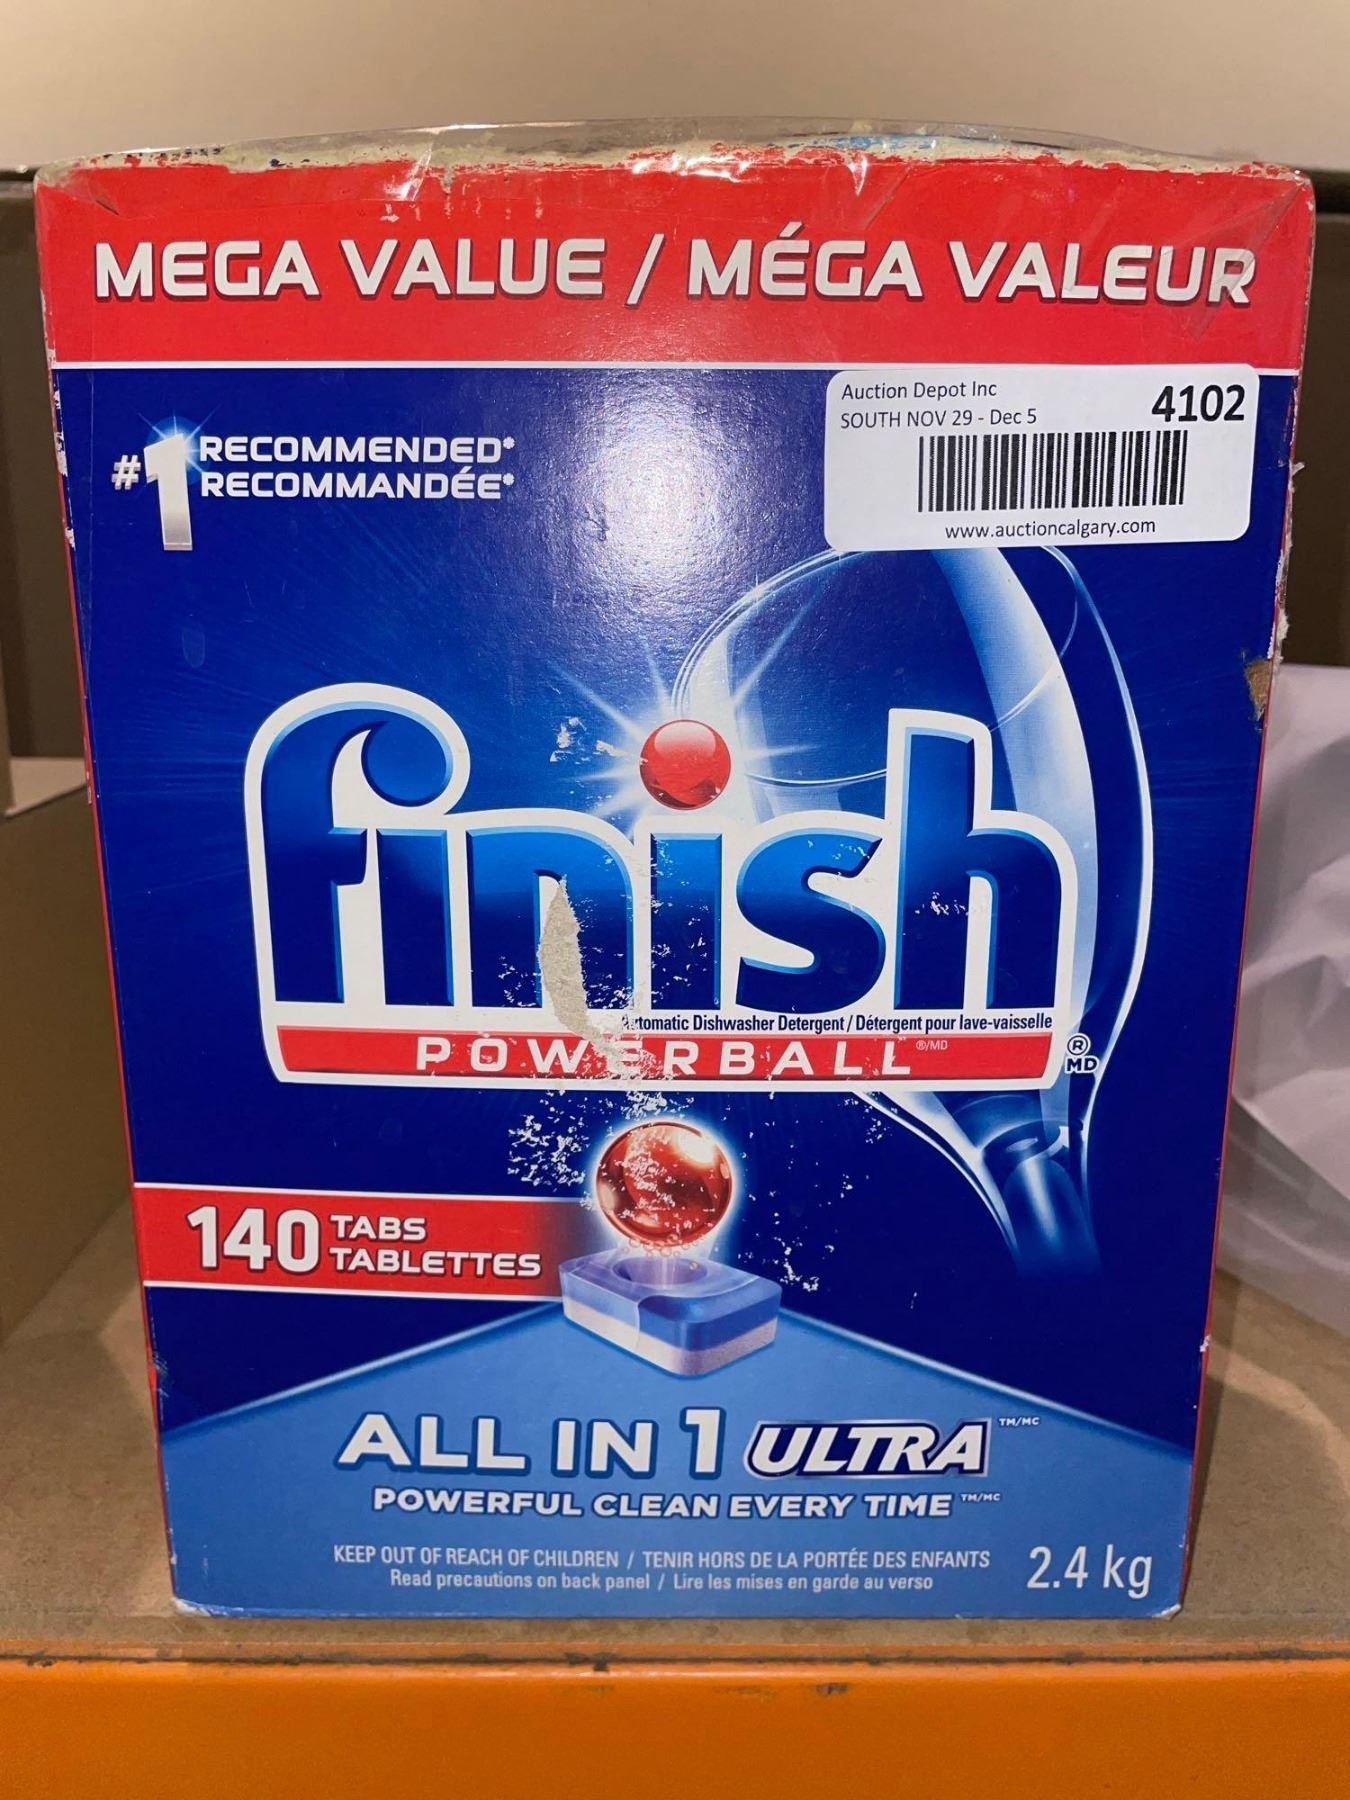 MEGA VALUE / MÉGA VALEUR
Auction Depot Inc
4102
SOUTH NOV 29 - Dec 5
www.auctioncalgary.com
#1 RECOMMENDED*
RECOMMANDÉE*
finish
Automatic Dishwasher Detergent / Détergent pour lave-vaisselle
POWERBALL ®/MD
®
MD
140 TABS
TABLETTES
ALL IN 1 ULTRA TM/MC
POWERFUL CLEAN EVERY TIME TM/MC
KEEP OUT OF REACH OF CHILDREN / TENIR HORS DE LA PORTÉE DES ENFANTS
Read precautions on back panel / Lire les mises en garde au verso
2.4 kg